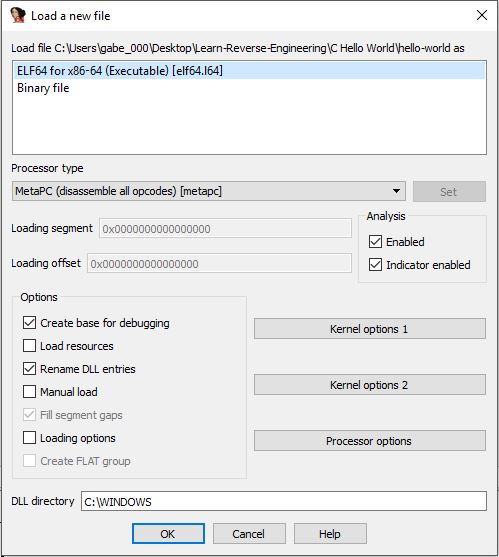 Load a new file
Load file C:\Users\gabe_000\Desktop\Learn-Reverse-Engineering\C Hello World\hello-world as
ELF64 for x86-64 (Executable) [elf64.l64]
Binary file
Processor type
MetaPC (disassemble all opcodes) [metapc]
Set
Loading segment 0x0000000000000000
Loading offset 0x0000000000000000
Analysis
Enabled
Indicator enabled
Options
Create base for debugging
Load resources
Rename DLL entries
Manual load
Fill segment gaps
Loading options
Create FLAT group
Kernel options 1
Kernel options 2
Processor options
DLL directory C:\WINDOWS
OK Cancel Help